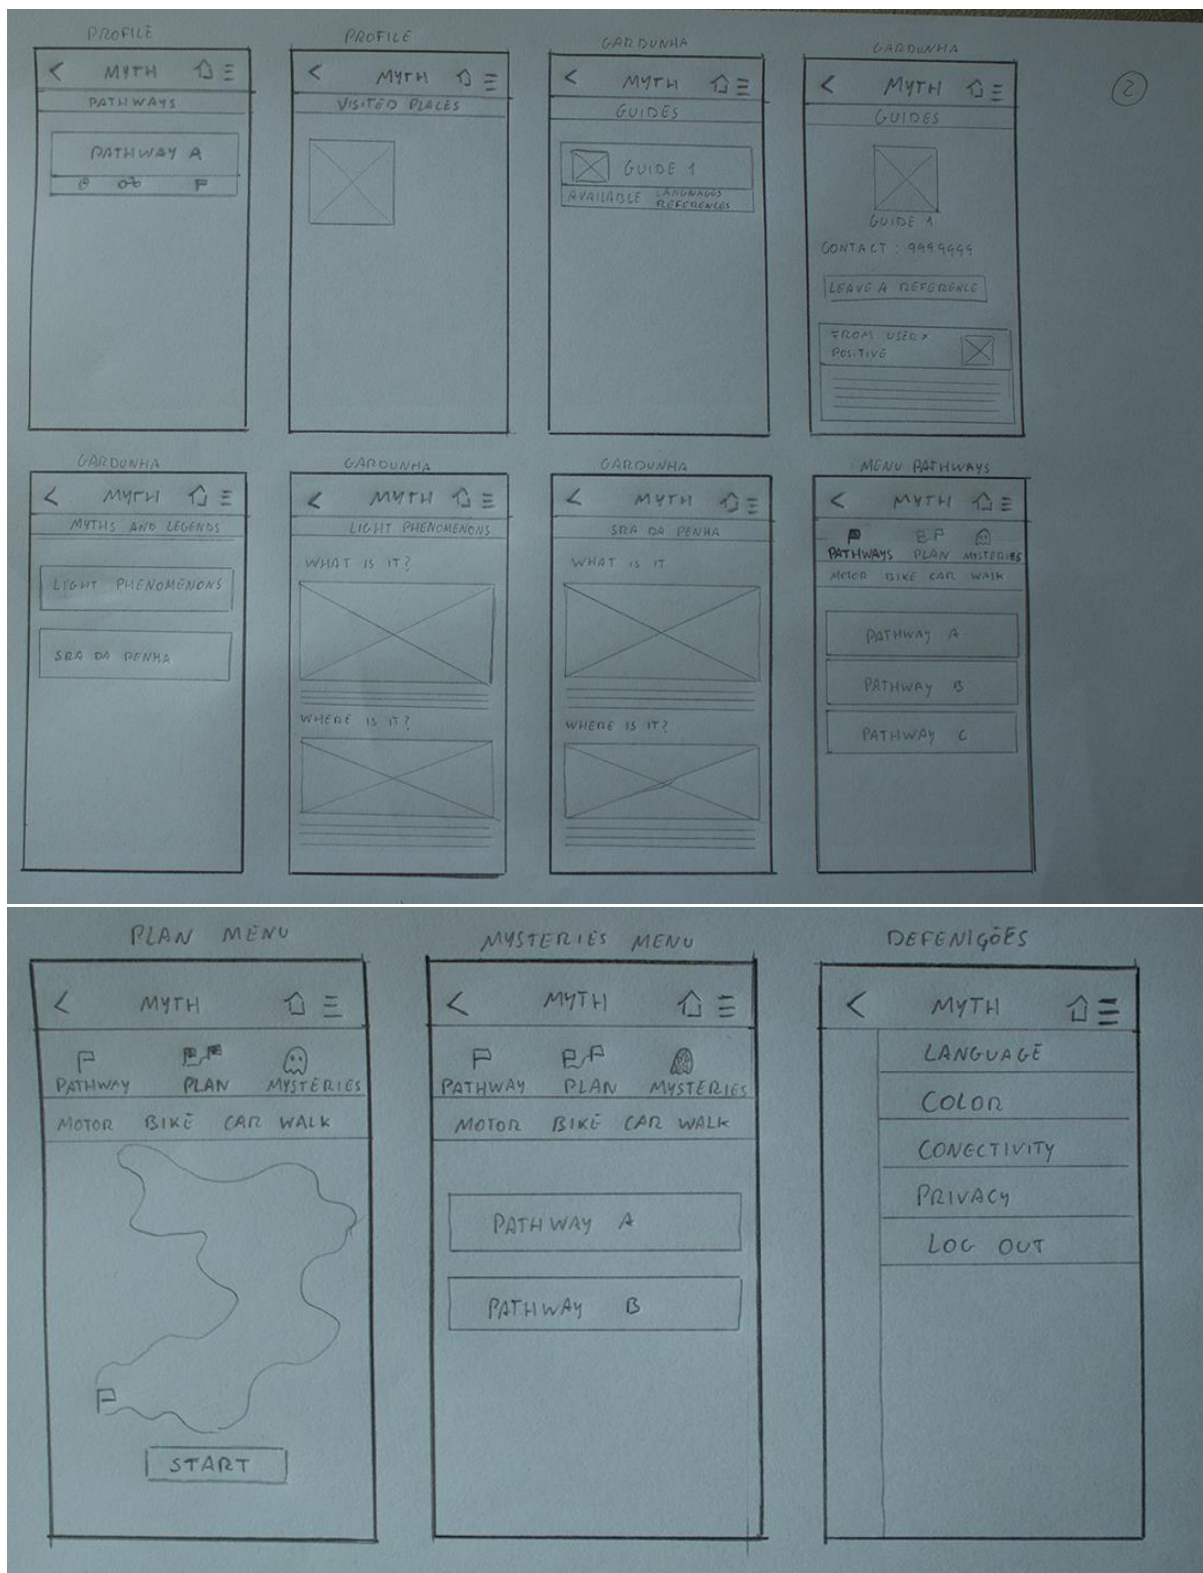 PROFILE
< MYTH
PATHWAYS
PATHWAY A
PROFILE
< MYTH
VISITED PLACES
GARDUNHA
< MYTH
GUIDES
GUIDE 1
AVAILABLE LANGUAGES
REFERENCES
GARDUNHA
< MYTH
GUIDES
GUIDE 1
CONTACT : 9999999
LEAVE A REFERENCE
FROM USER X
POSITIVE
2
GARDUNHA
< MYTH
MYTHS AND LEGENDS
LIGHT PHENOMENONS
SRA DA PENHA
GARDUNHA
< MYTH
LIGHT PHENOMENONS
WHAT IS IT?
WHERE IS IT?
GARDUNHA
< MYTH
SRA DA PENHA
WHAT IS IT
WHERE IS IT?
MENU PATHWAYS
< MYTH
PATHWAYS PLAN MYSTERIES
MOTOR BIKE CAR WALK
PATHWAY A
PATHWAY B
PATHWAY C
PLAN MENU
< MYTH
PATHWAY PLAN MYSTERIES
MOTOR BIKE CAR WALK
START
MYSTERIES MENU
< MYTH
PATHWAY PLAN MYSTERIES
MOTOR BIKE CAR WALK
PATHWAY A
PATHWAY B
DEFENIÇÕES
< MYTH
LANGUAGE
COLOR
CONECTIVITY
PRIVACY
LOG OUT